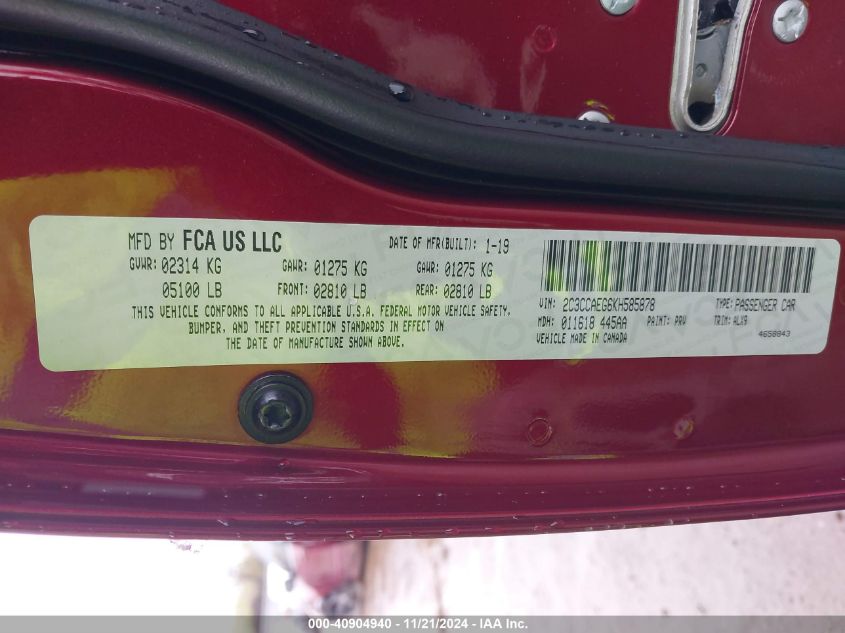 MFD BY FCA US LLC DATE OF MFR(BUILT): 1-19
GVWR: 02314 KG GAWR: 01275 KG GAWR: 01275 KG
05100 LB FRONT: 02810 LB REAR: 02810 LB
THIS VEHICLE CONFORMS TO ALL APPLICABLE U.S.A. FEDERAL MOTOR VEHICLE SAFETY,
BUMPER, AND THEFT PREVENTION STANDARDS IN EFFECT ON
THE DATE OF MANUFACTURE SHOWN ABOVE.
VIN: 2C3CCAEG6KH585878 TYPE: PASSENGER CAR
MDH: 011618 445AA PAINT: PRV TRIM: ALX9
VEHICLE MADE IN CANADA 4658843
000-40904940 - 11/21/2024 - IAA Inc.